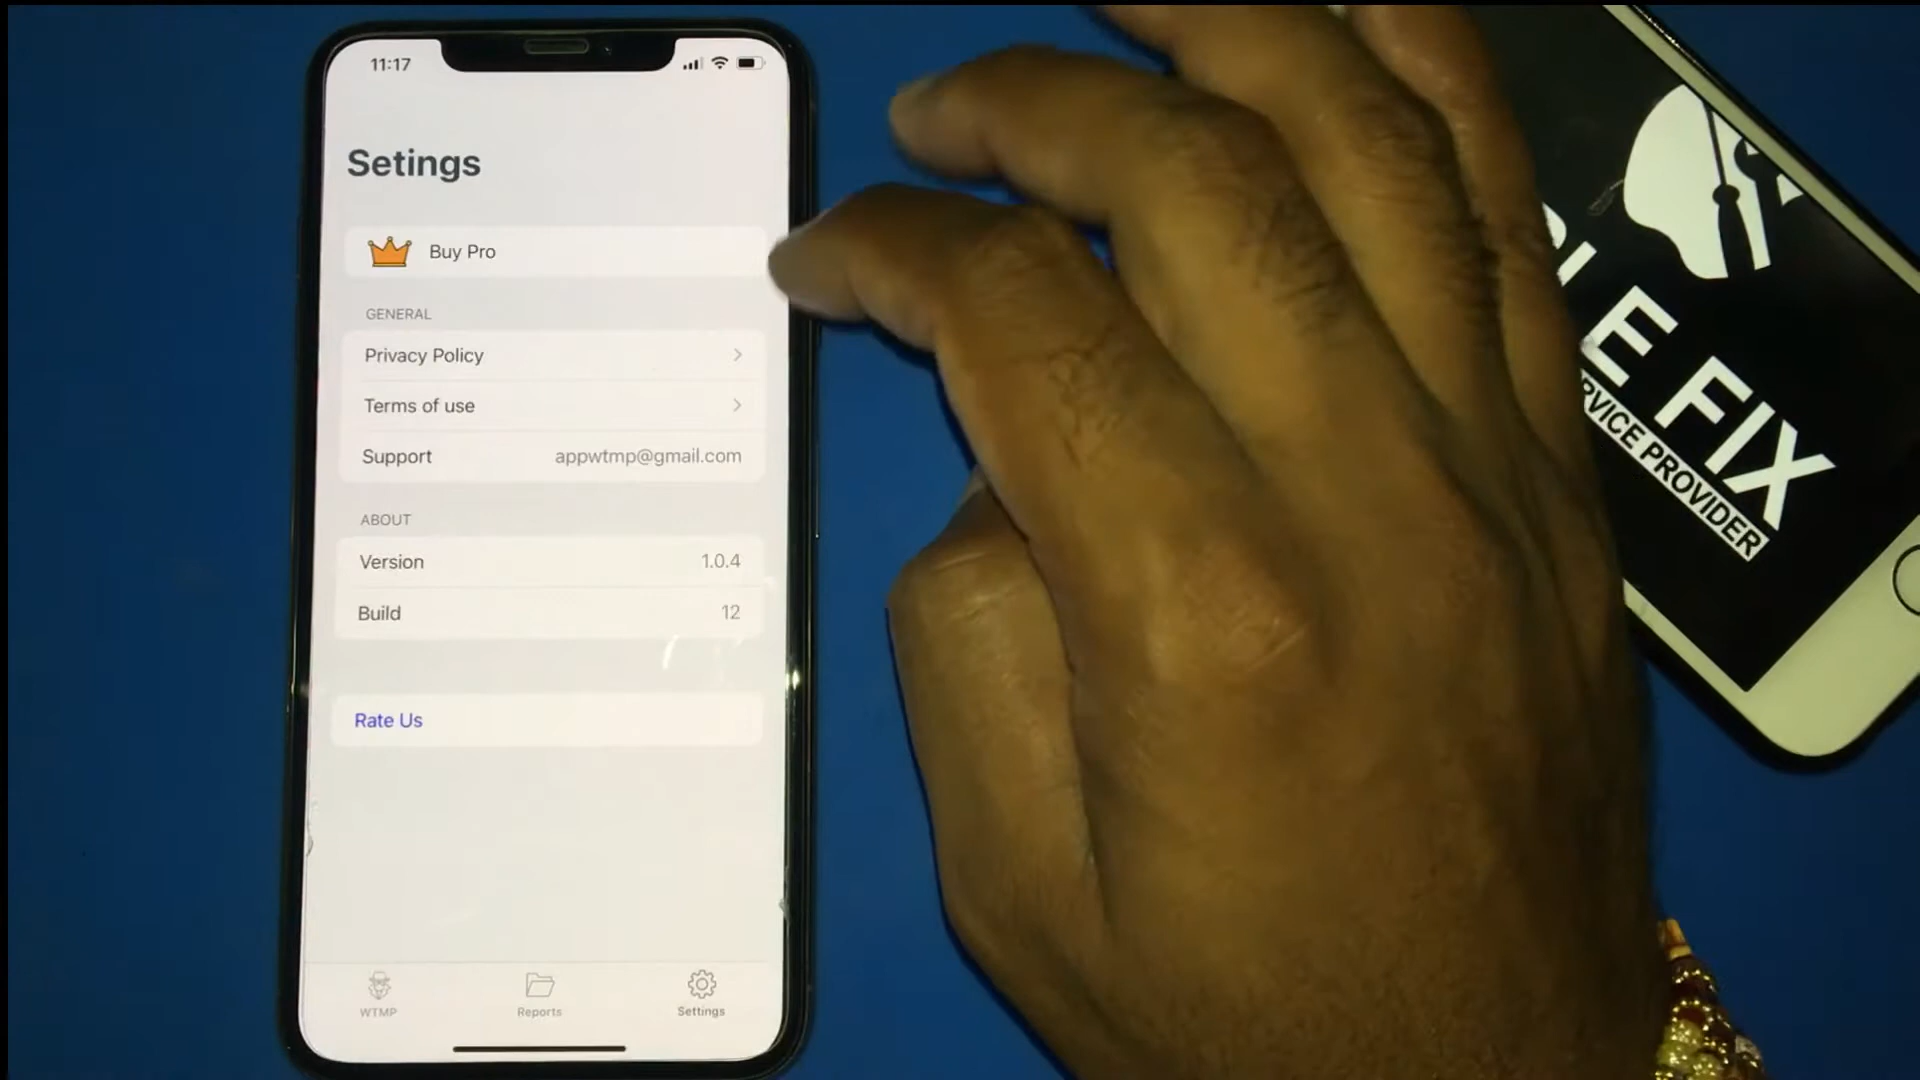 11:17
Setings
Buy Pro
GENERAL
Privacy Policy
Terms of use
Support appwtmp@gmail.com
ABOUT
Version 1.0.4
Build 12
Rate Us
WTMP Reports Settings
LE FIX
RVICE PROVIDER